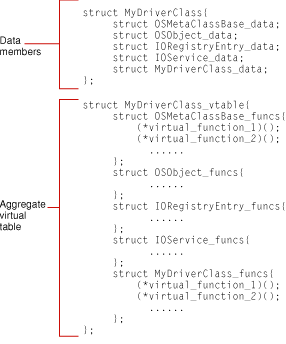 Data
members
struct MyDriverClass{
struct OSMetaClassBase_data;
struct OSObject_data;
struct IORegistryEntry_data;
struct IOService_data;
struct MyDriverClass_data;
};
Aggregate
virtual
table
struct MyDriverClass_vtable{
struct OSMetaClassBase_funcs{
(*virtual_function_1)();
(*virtual_function_2)();
......
};
struct OSObject_funcs{
......
};
struct IORegistryEntry_funcs{
......
};
struct IOService_funcs{
......
};
struct MyDriverClass_funcs{
(*virtual_function_1)();
(*virtual_function_2)();
......
};
};